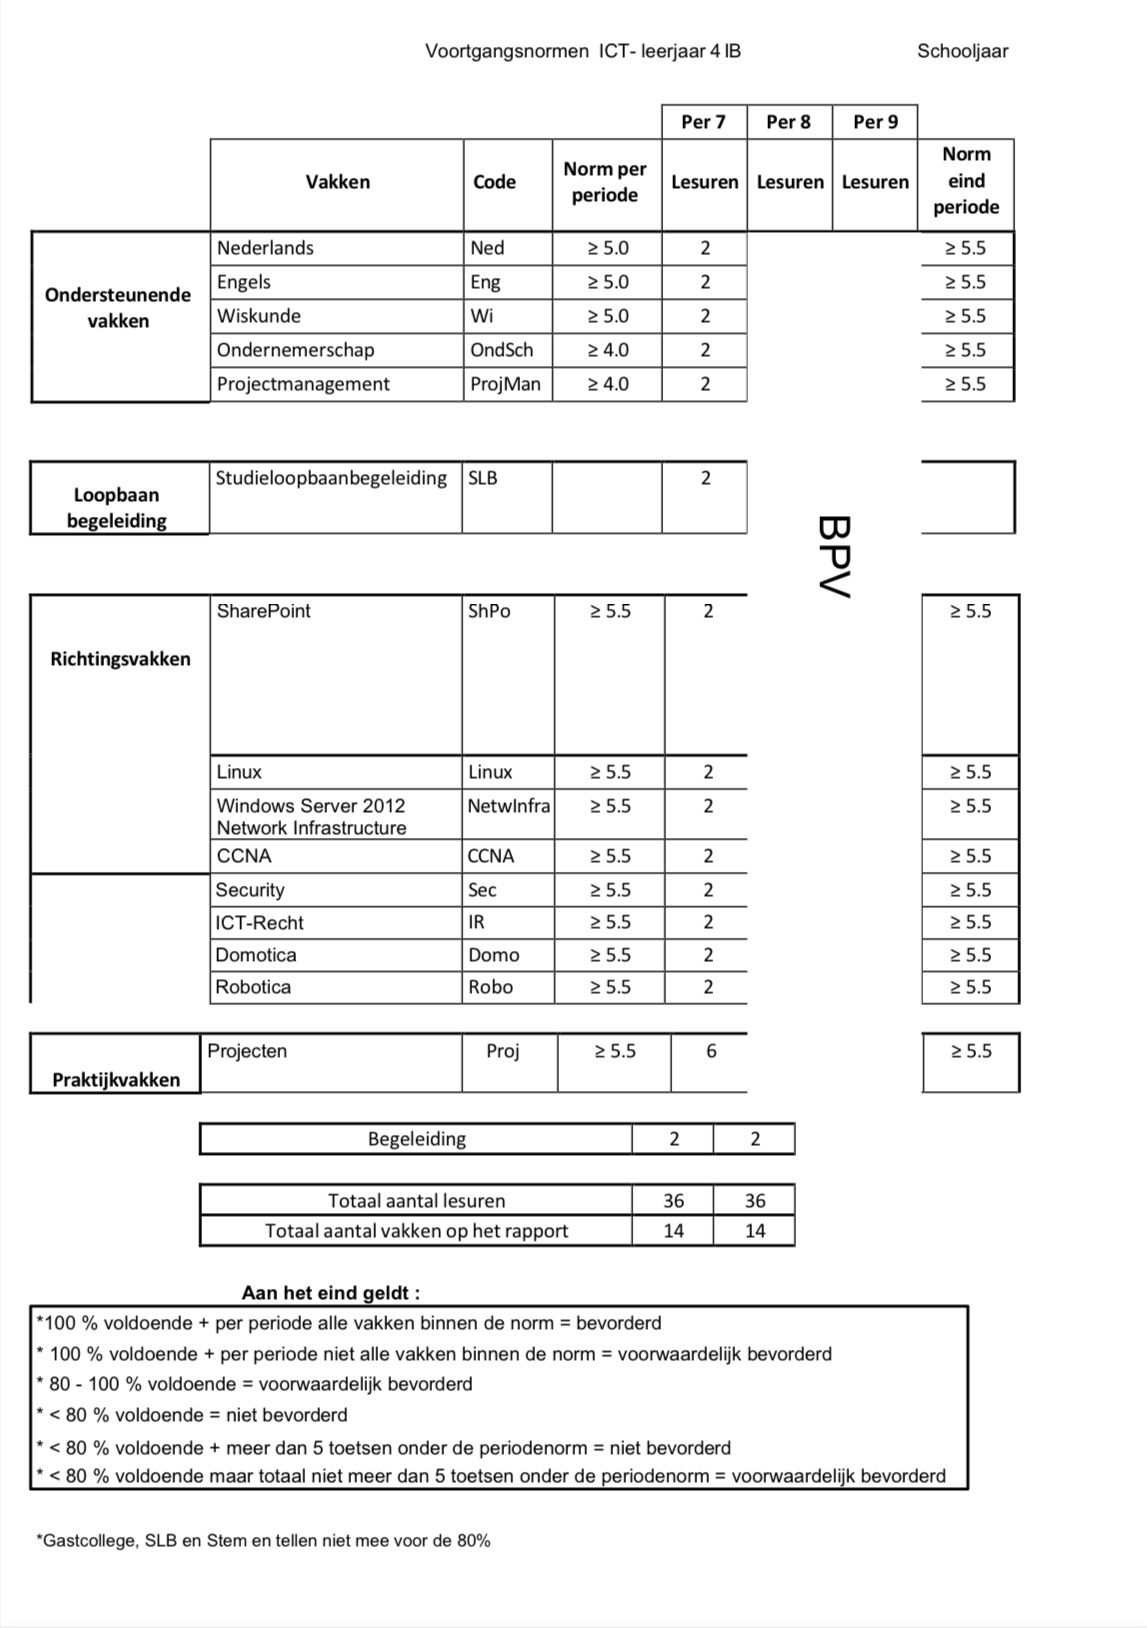 Voortgangsnormen ICT- leerjaar 4 IB Schooljaar
Per 7 Per 8 Per 9
Vakken Code Norm per periode Lesuren Lesuren Lesuren Norm eind periode
Ondersteunende vakken
Nederlands Ned ≥ 5.0 2 ≥ 5.5
Engels Eng ≥ 5.0 2 ≥ 5.5
Wiskunde Wi ≥ 5.0 2 ≥ 5.5
Ondernemerschap OndSch ≥ 4.0 2 ≥ 5.5
Projectmanagement ProjMan ≥ 4.0 2 ≥ 5.5
Loopbaan begeleiding
Studieloopbaanbegeleiding SLB 2
BPV
Richtingsvakken
SharePoint ShPo ≥ 5.5 2 ≥ 5.5
Linux Linux ≥ 5.5 2 ≥ 5.5
Windows Server 2012 NetwInfra ≥ 5.5 2 ≥ 5.5
Network Infrastructure
CCNA CCNA ≥ 5.5 2 ≥ 5.5
Security Sec ≥ 5.5 2 ≥ 5.5
ICT-Recht IR ≥ 5.5 2 ≥ 5.5
Domotica Domo ≥ 5.5 2 ≥ 5.5
Robotica Robo ≥ 5.5 2 ≥ 5.5
Praktijkvakken
Projecten Proj ≥ 5.5 6 ≥ 5.5
Begeleiding 2 2
Totaal aantal lesuren 36 36
Totaal aantal vakken op het rapport 14 14
Aan het eind geldt :
*100 % voldoende + per periode alle vakken binnen de norm = bevorderd
* 100 % voldoende + per periode niet alle vakken binnen de norm = voorwaardelijk bevorderd
* 80 - 100 % voldoende = voorwaardelijk bevorderd
* < 80 % voldoende = niet bevorderd
* < 80 % voldoende + meer dan 5 toetsen onder de periodenorm = niet bevorderd
* < 80 % voldoende maar totaal niet meer dan 5 toetsen onder de periodenorm = voorwaardelijk bevorderd
*Gastcollege, SLB en Stem en tellen niet mee voor de 80%